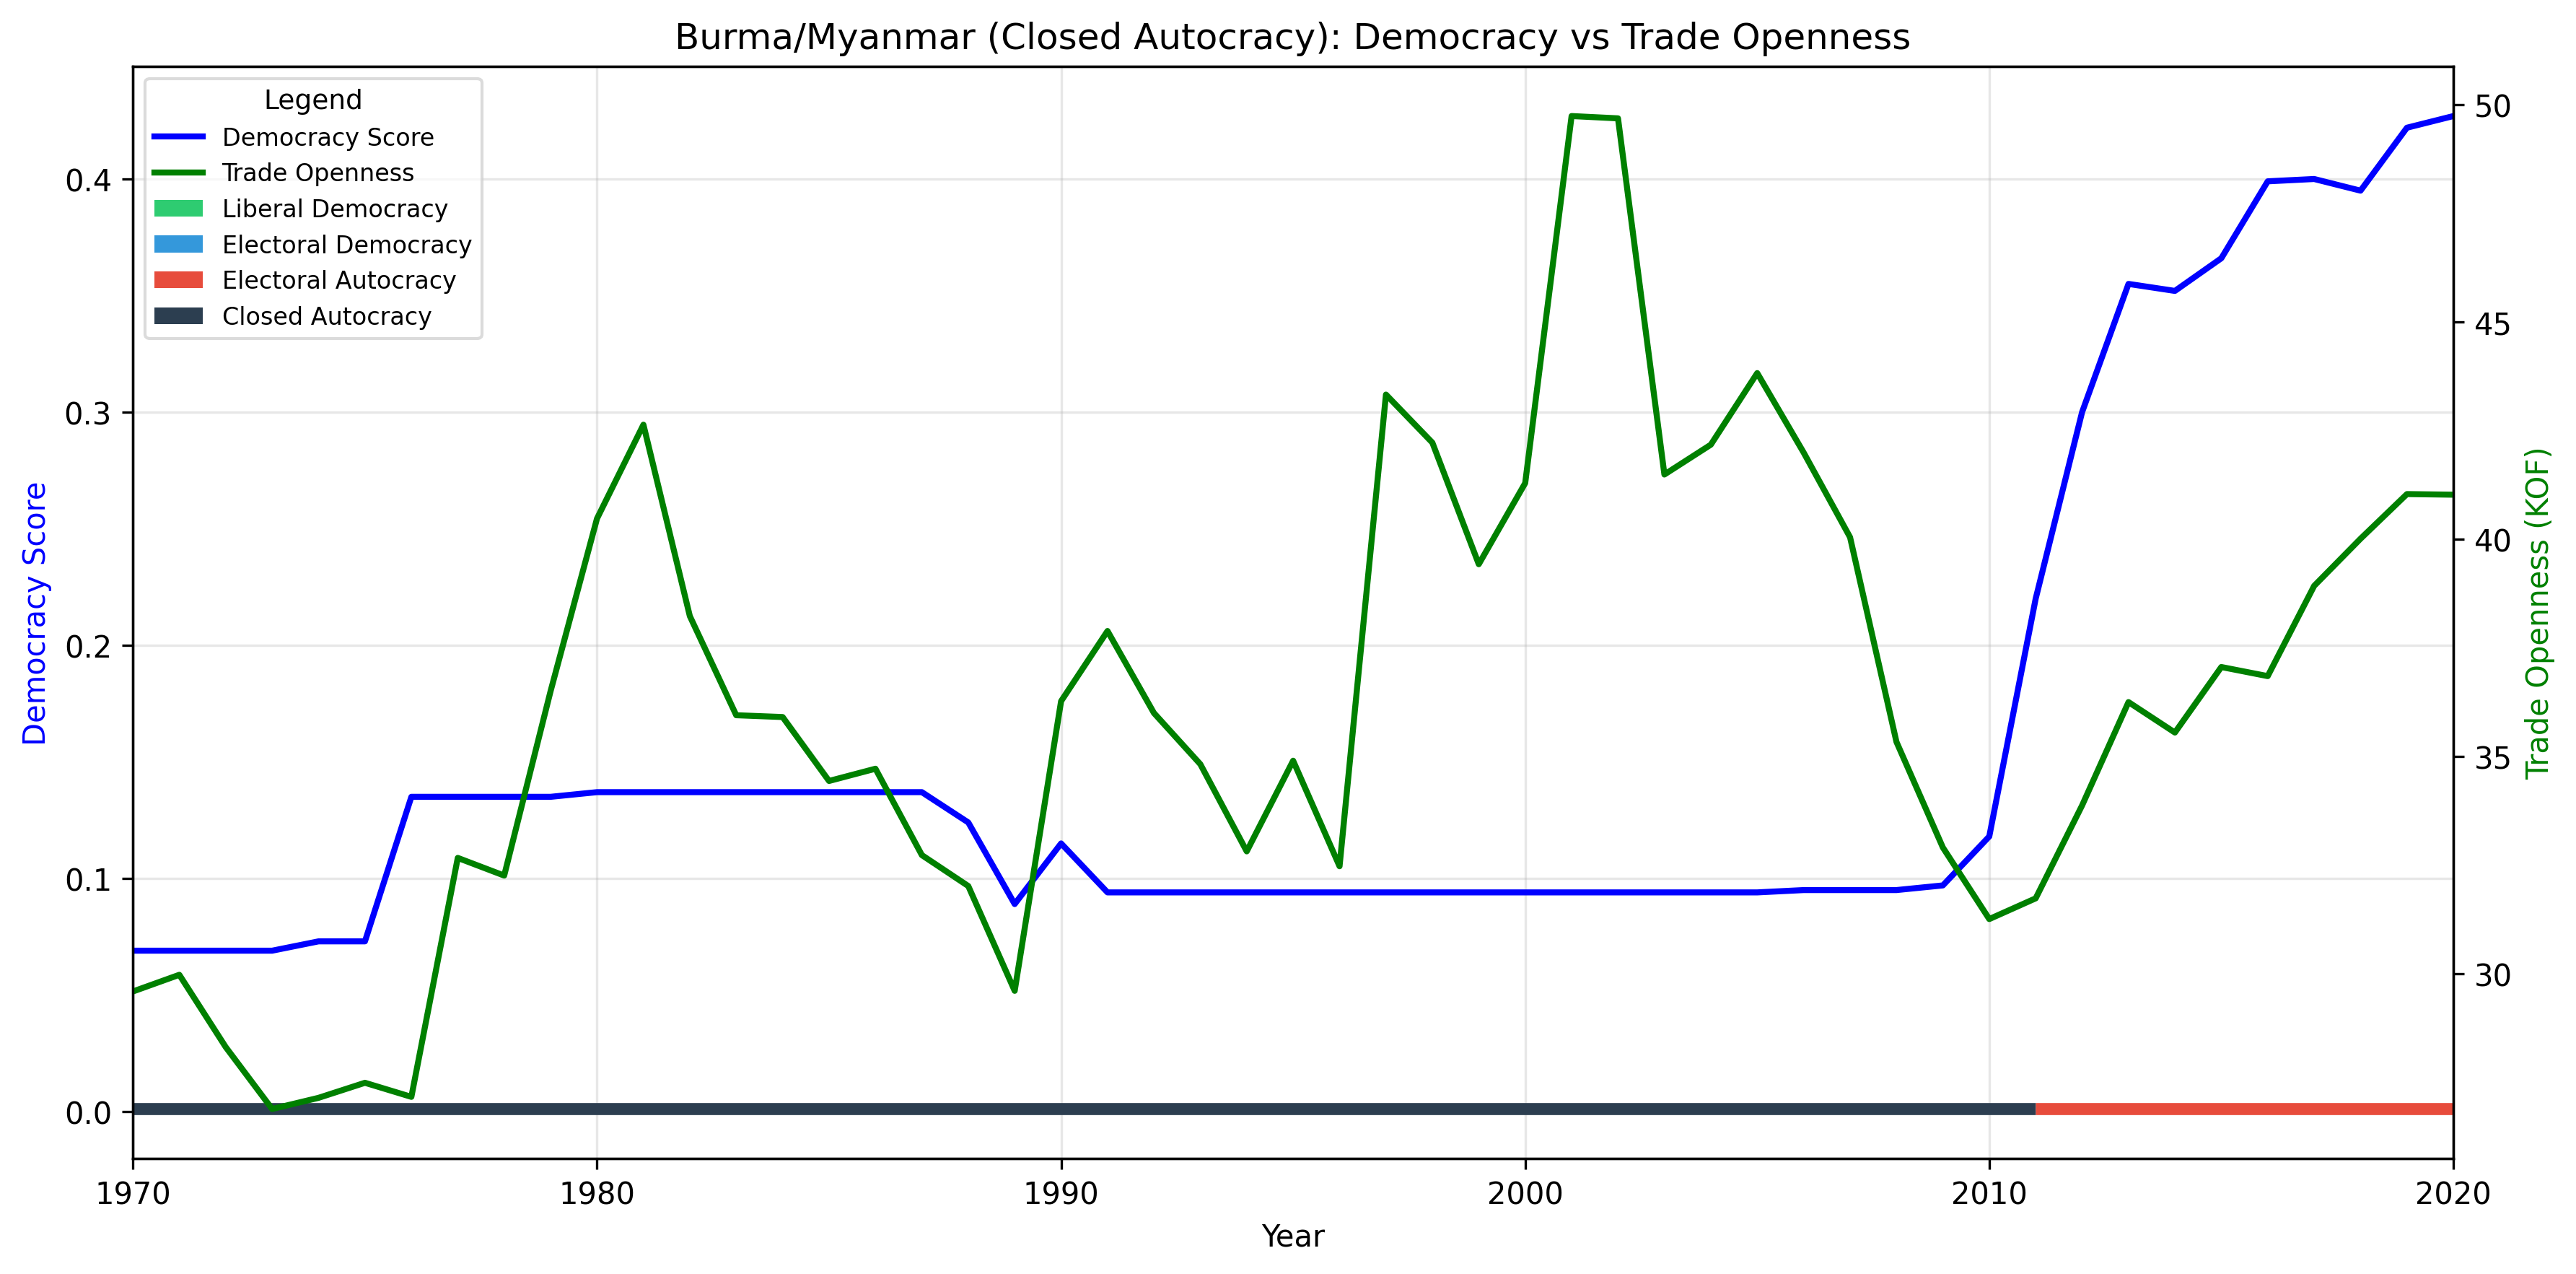 Burma/Myanmar (Closed Autocracy): Democracy vs Trade Openness
Legend
Democracy Score
Trade Openness
Liberal Democracy
Electoral Democracy
Electoral Autocracy
Closed Autocracy
Democracy Score
0.4
0.3
0.2
0.1
0.0
50
45
40
35
30
Trade Openness (KOF)
1970 1980 1990 2000 2010 2020
Year